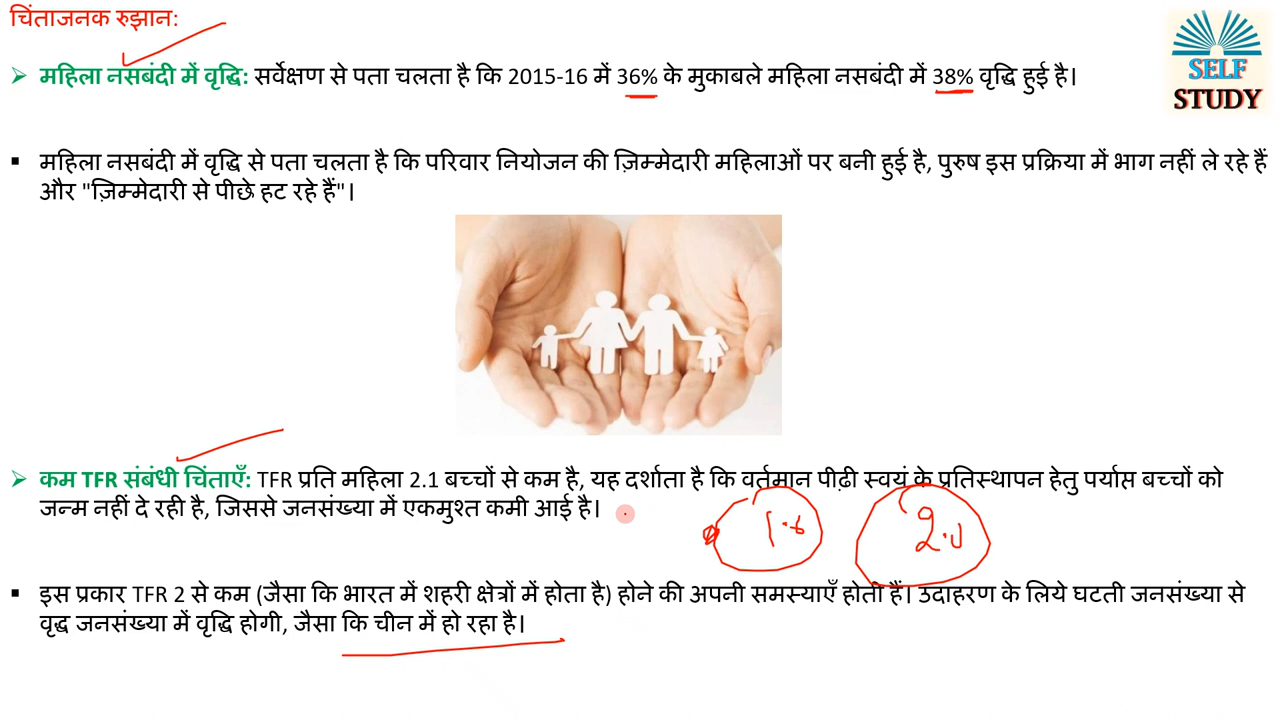 चिंताजनक रुझान:
➢ महिला नसबंदी में वृद्धि: सर्वेक्षण से पता चलता है कि 2015-16 में 36% के मुकाबले महिला नसबंदी में 38% वृद्धि हुई है।
SELF
STUDY
▪ महिला नसबंदी में वृद्धि से पता चलता है कि परिवार नियोजन की ज़िम्मेदारी महिलाओं पर बनी हुई है, पुरुष इस प्रक्रिया में भाग नहीं ले रहे हैं
और "ज़िम्मेदारी से पीछे हट रहे हैं"।
➢ कम TFR संबंधी चिंताएँ: TFR प्रति महिला 2.1 बच्चों से कम है, यह दर्शाता है कि वर्तमान पीढ़ी स्वयं के प्रतिस्थापन हेतु पर्याप्त बच्चों को
जन्म नहीं दे रही है, जिससे जनसंख्या में एकमुश्त कमी आई है।
1.6
▪ इस प्रकार TFR 2 से कम (जैसा कि भारत में शहरी क्षेत्रों में होता है) होने की अपनी समस्याएँ होती हैं। उदाहरण के लिये घटती जनसंख्या से
वृद्ध जनसंख्या में वृद्धि होगी, जैसा कि चीन में हो रहा है।